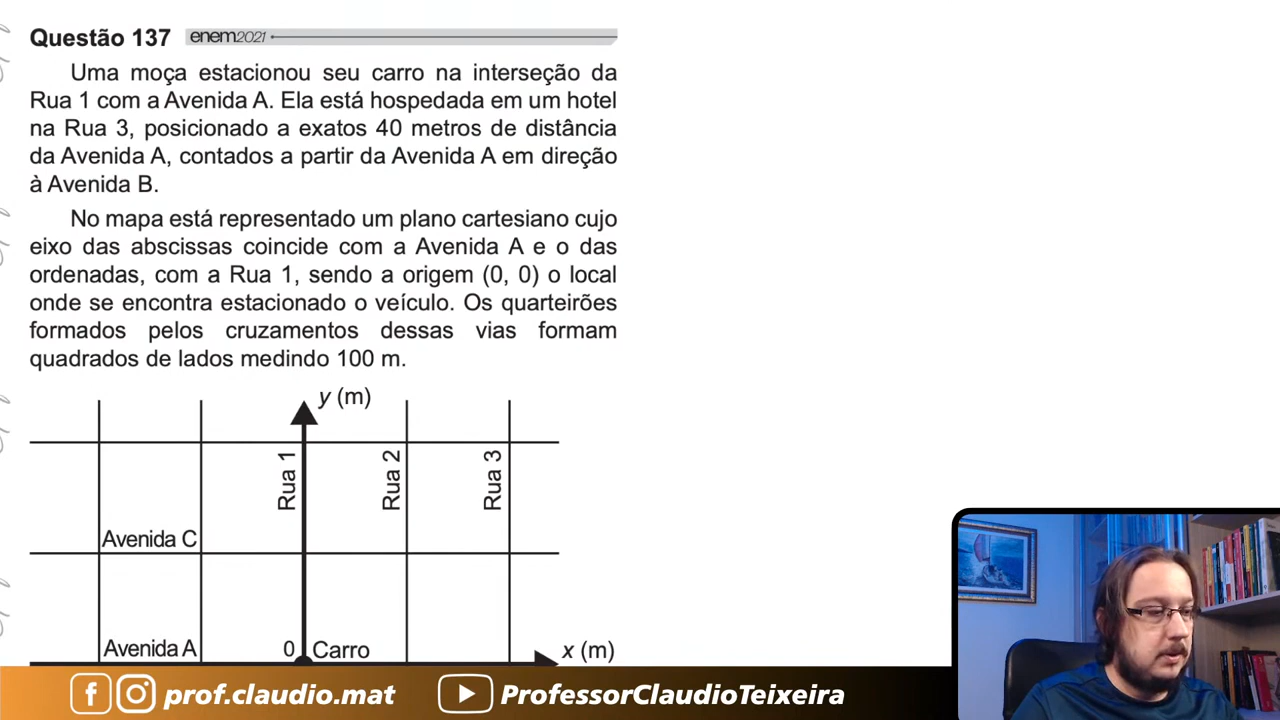 Questão 137 enem2021
Uma moça estacionou seu carro na interseção da
Rua 1 com a Avenida A. Ela está hospedada em um hotel
na Rua 3, posicionado a exatos 40 metros de distância
da Avenida A, contados a partir da Avenida A em direção
à Avenida B.
No mapa está representado um plano cartesiano cujo
eixo das abscissas coincide com a Avenida A e o das
ordenadas, com a Rua 1, sendo a origem (0, 0) o local
onde se encontra estacionado o veículo. Os quarteirões
formados pelos cruzamentos dessas vias formam
quadrados de lados medindo 100 m.
y (m)
Rua 1
Rua 2
Rua 3
Avenida C
Avenida A
0
Carro
x (m)
prof.claudio.mat
ProfessorClaudioTeixeira